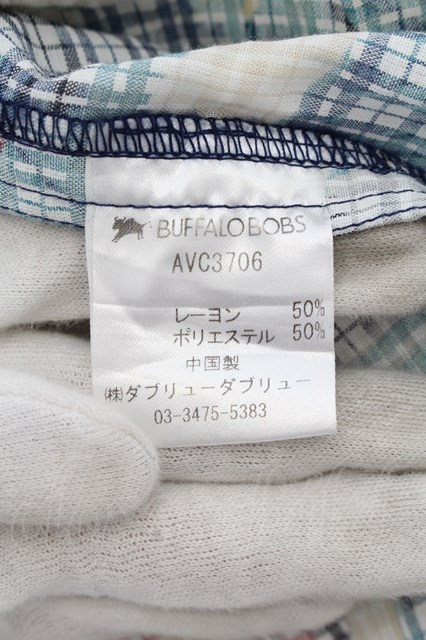 BUFFALO BOBS
AVC3706
レーヨン 50%
ポリエステル 50%
中国製
(株)ダブリューダブリュー
03-3475-5383